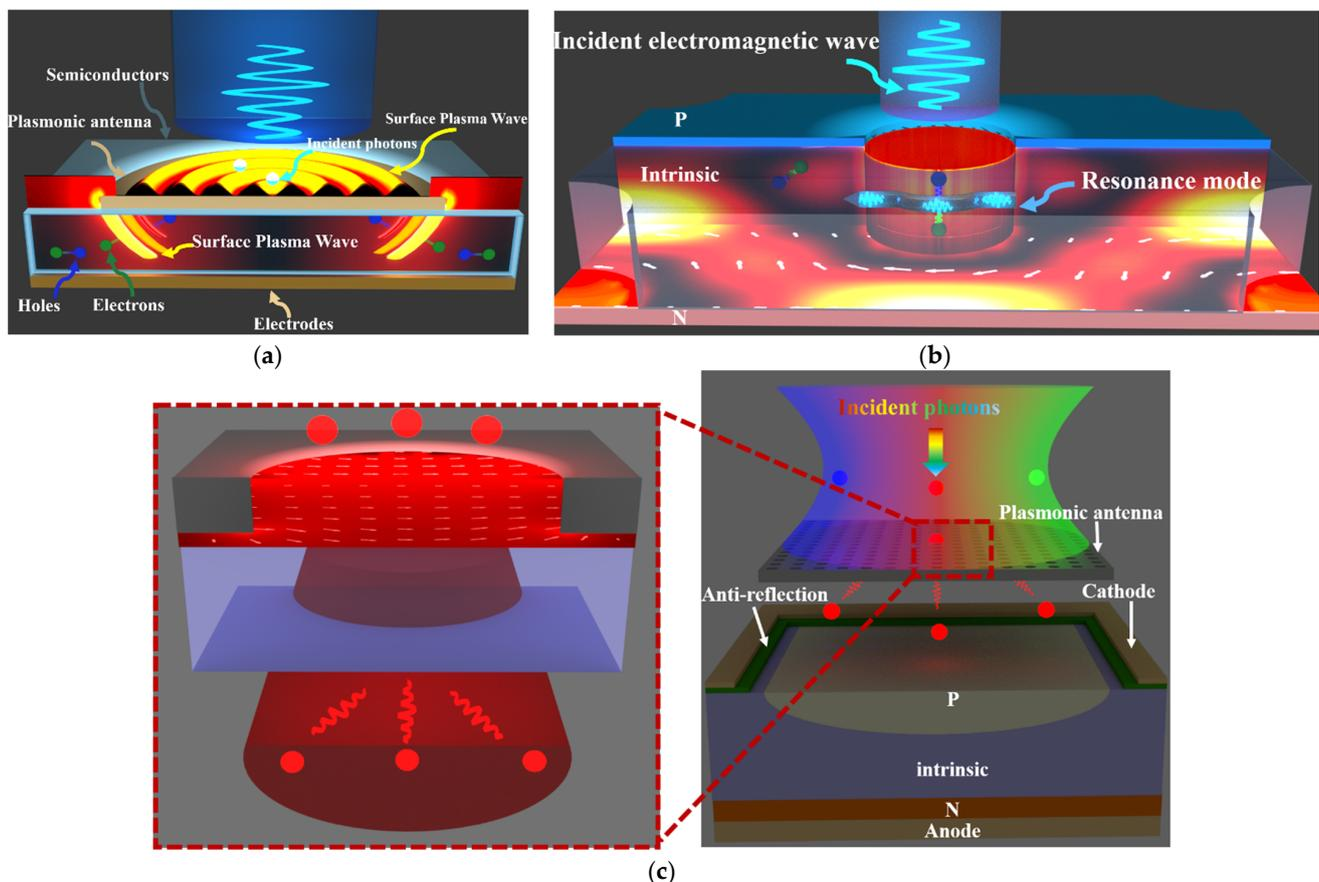 Semiconductors
Plasmonic antenna
Surface Plasma Wave
Incident photons
Surface Plasma Wave
Holes
Electrons
Electrodes
(a)
Incident electromagnetic wave
P
Intrinsic
Resonance mode
N
(b)
Incident photons
Plasmonic antenna
Anti-reflection
Cathode
P
intrinsic
N
Anode
(c)